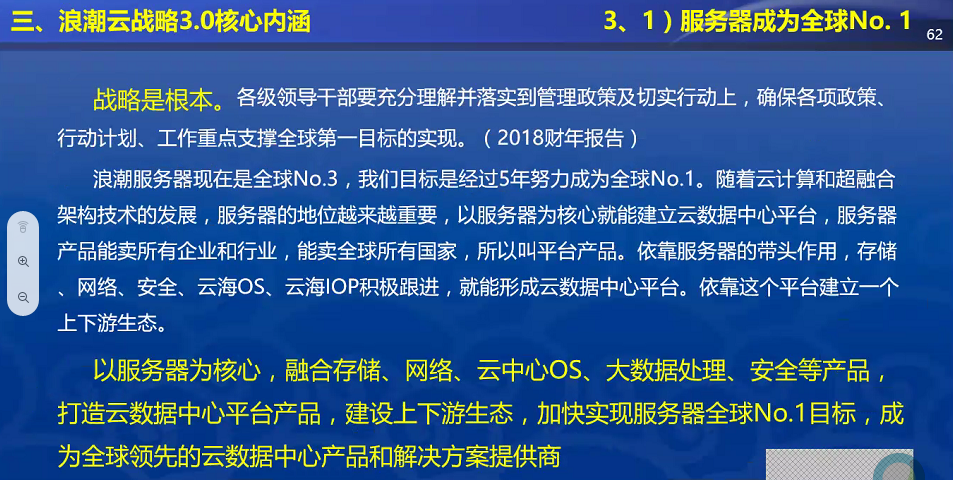 三、浪潮云战略3.0核心内涵
3、1）服务器成为全球No. 1
62
战略是根本。各级领导干部要充分理解并落实到管理政策及切实行动上，确保各项政策、
行动计划、工作重点支撑全球第一目标的实现。（2018财年报告）
浪潮服务器现在是全球No.3，我们目标是经过5年努力成为全球No.1。随着云计算和超融合
架构技术的发展，服务器的地位越来越重要，以服务器为核心就能建立云数据中心平台，服务器
产品能卖所有企业和行业，能卖全球所有国家，所以叫平台产品。依靠服务器的带头作用，存储
、网络、安全、云海OS、云海IOP积极跟进，就能形成云数据中心平台。依靠这个平台建立一个
上下游生态。
以服务器为核心，融合存储、网络、云中心OS、大数据处理、安全等产品，
打造云数据中心平台产品，建设上下游生态，加快实现服务器全球No.1目标，成
为全球领先的云数据中心产品和解决方案提供商